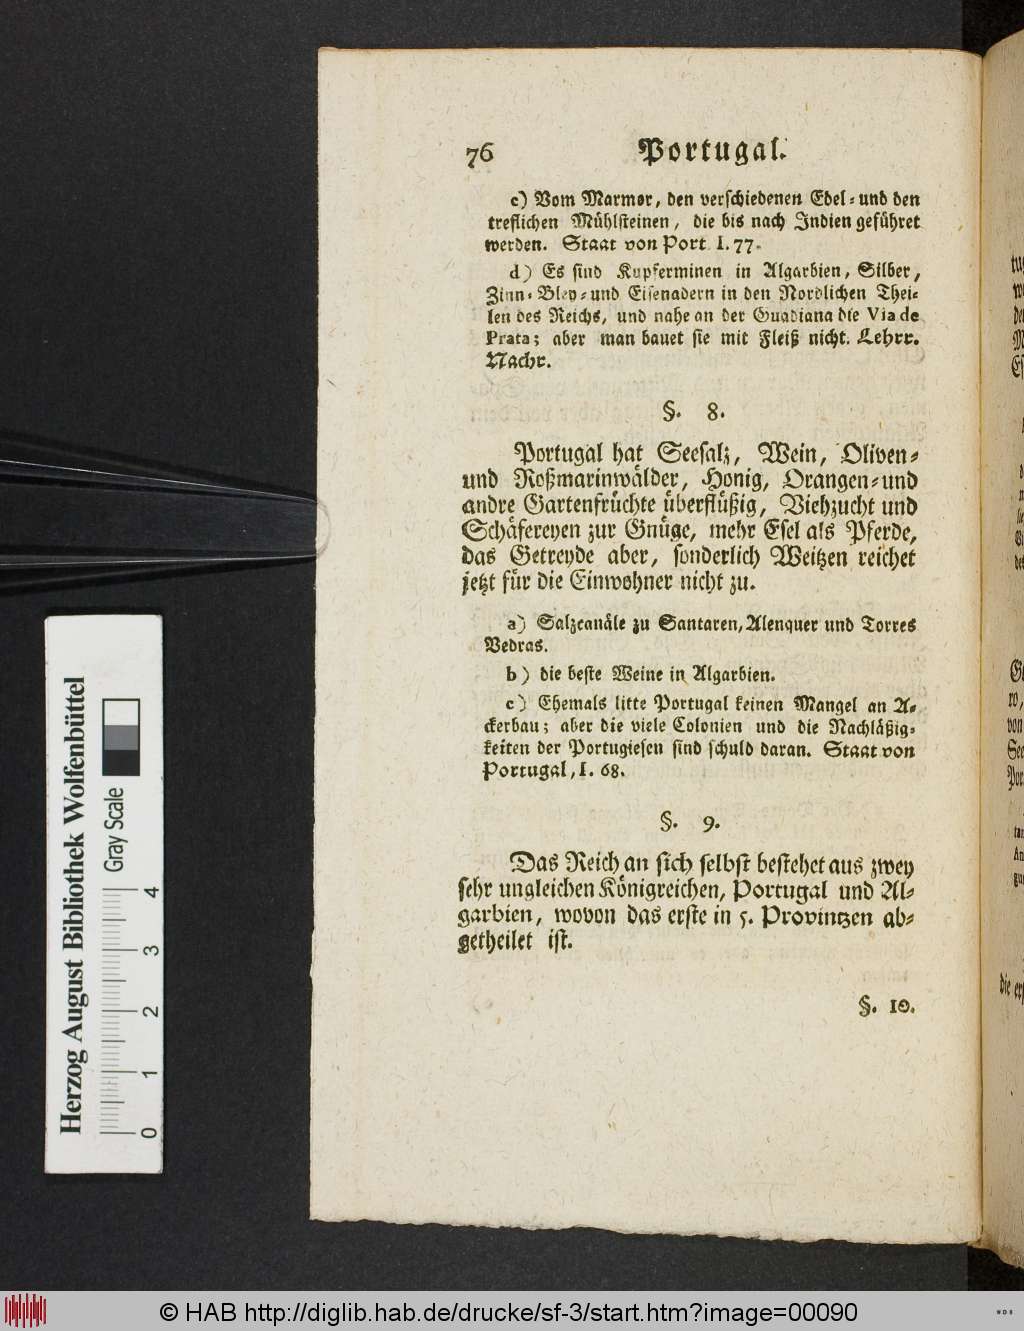 76 Portugal.
c) Vom Marmor, den verschiedenen Edel- und den
treflichen Mühlsteinen, die bis nach Indien geführet
werden. Staat von Port. I. 77.
d) Es sind Kupferminen in Algarbien, Silber,
Zinn- Bley- und Eisenadern in den Nordlichen Thei-
len des Reichs, und nahe an der Guadiana die Via de
Prata; aber man bauet sie mit Fleiß nicht. Lehrr.
Nachr.
§. 8.
Portugal hat Seesalz, Wein, Oliven-
und Roßmarinwälder, Honig, Orangen- und
andre Gartenfrüchte überflüßig, Viehzucht und
Schäfereyen zur Gnüge, mehr Esel als Pferde,
das Getreyde aber, sonderlich Weitzen reichet
jetzt für die Einwohner nicht zu.
a) Salzcanäle zu Santaren, Alenquer und Torres
Vedras.
b) die beste Weine in Algarbien.
c) Ehemals litte Portugal keinen Mangel an A-
ckerbau; aber die viele Colonien und die Nachläßig-
keiten der Portugiesen sind schuld daran. Staat von
Portugal, I. 68.
§. 9.
Das Reich an sich selbst bestehet aus zwey
sehr ungleichen Königreichen, Portugal und Al-
garbien, wovon das erste in 5. Provintzen ab-
getheilet ist.
§. 10.
Herzog August Bibliothek Wolfenbüttel
Gray Scale
0 1 2 3 4
© HAB http://diglib.hab.de/drucke/sf-3/start.htm?image=00090